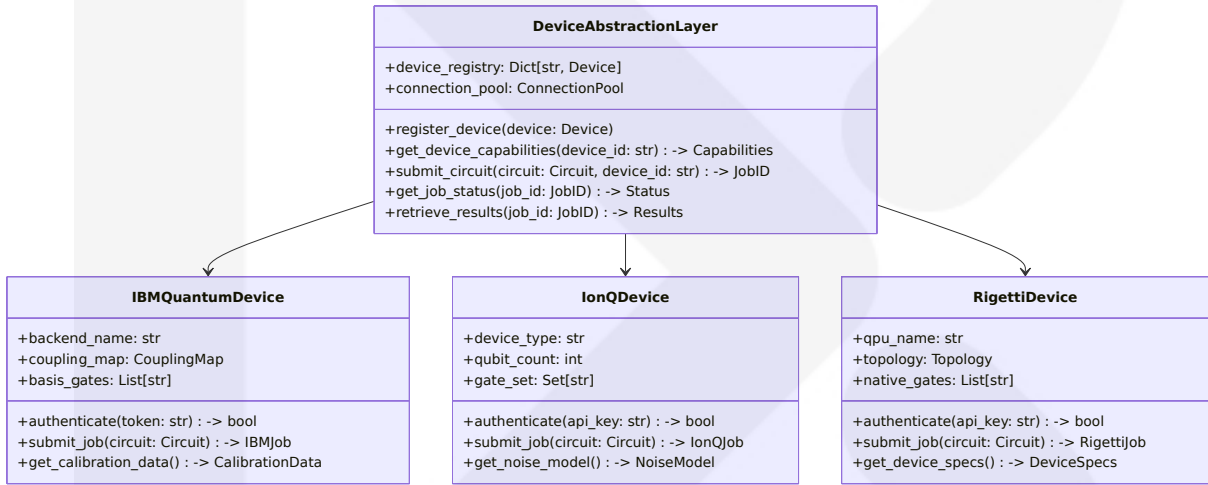 DeviceAbstractionLayer
+device_registry: Dict[str, Device]
+connection_pool: ConnectionPool
+register_device(device: Device)
+get_device_capabilities(device_id: str) : -> Capabilities
+submit_circuit(circuit: Circuit, device_id: str) : -> JobID
+get_job_status(job_id: JobID) : -> Status
+retrieve_results(job_id: JobID) : -> Results
IBMQuantumDevice
+backend_name: str
+coupling_map: CouplingMap
+basis_gates: List[str]
+authenticate(token: str) : -> bool
+submit_job(circuit: Circuit) : -> IBMJob
+get_calibration_data() : -> CalibrationData
IonQDevice
+device_type: str
+qubit_count: int
+gate_set: Set[str]
+authenticate(api_key: str) : -> bool
+submit_job(circuit: Circuit) : -> IonQJob
+get_noise_model() : -> NoiseModel
RigettiDevice
+qpu_name: str
+topology: Topology
+native_gates: List[str]
+authenticate(api_key: str) : -> bool
+submit_job(circuit: Circuit) : -> RigettiJob
+get_device_specs() : -> DeviceSpecs